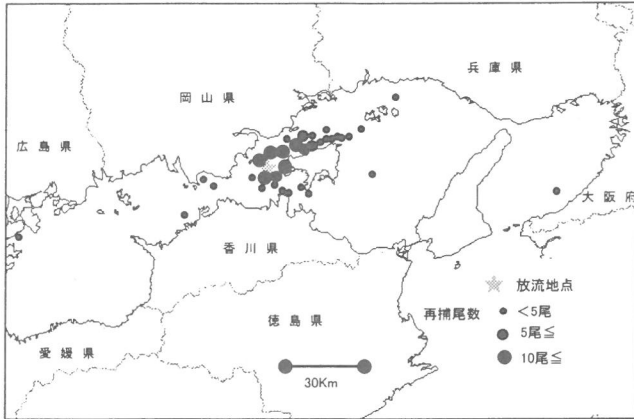 兵庫県
岡山県
広島県
大阪府
香川県
放流地点
再捕尾数
<5尾
徳島県
5尾≦
愛媛県
10尾≦
30Km